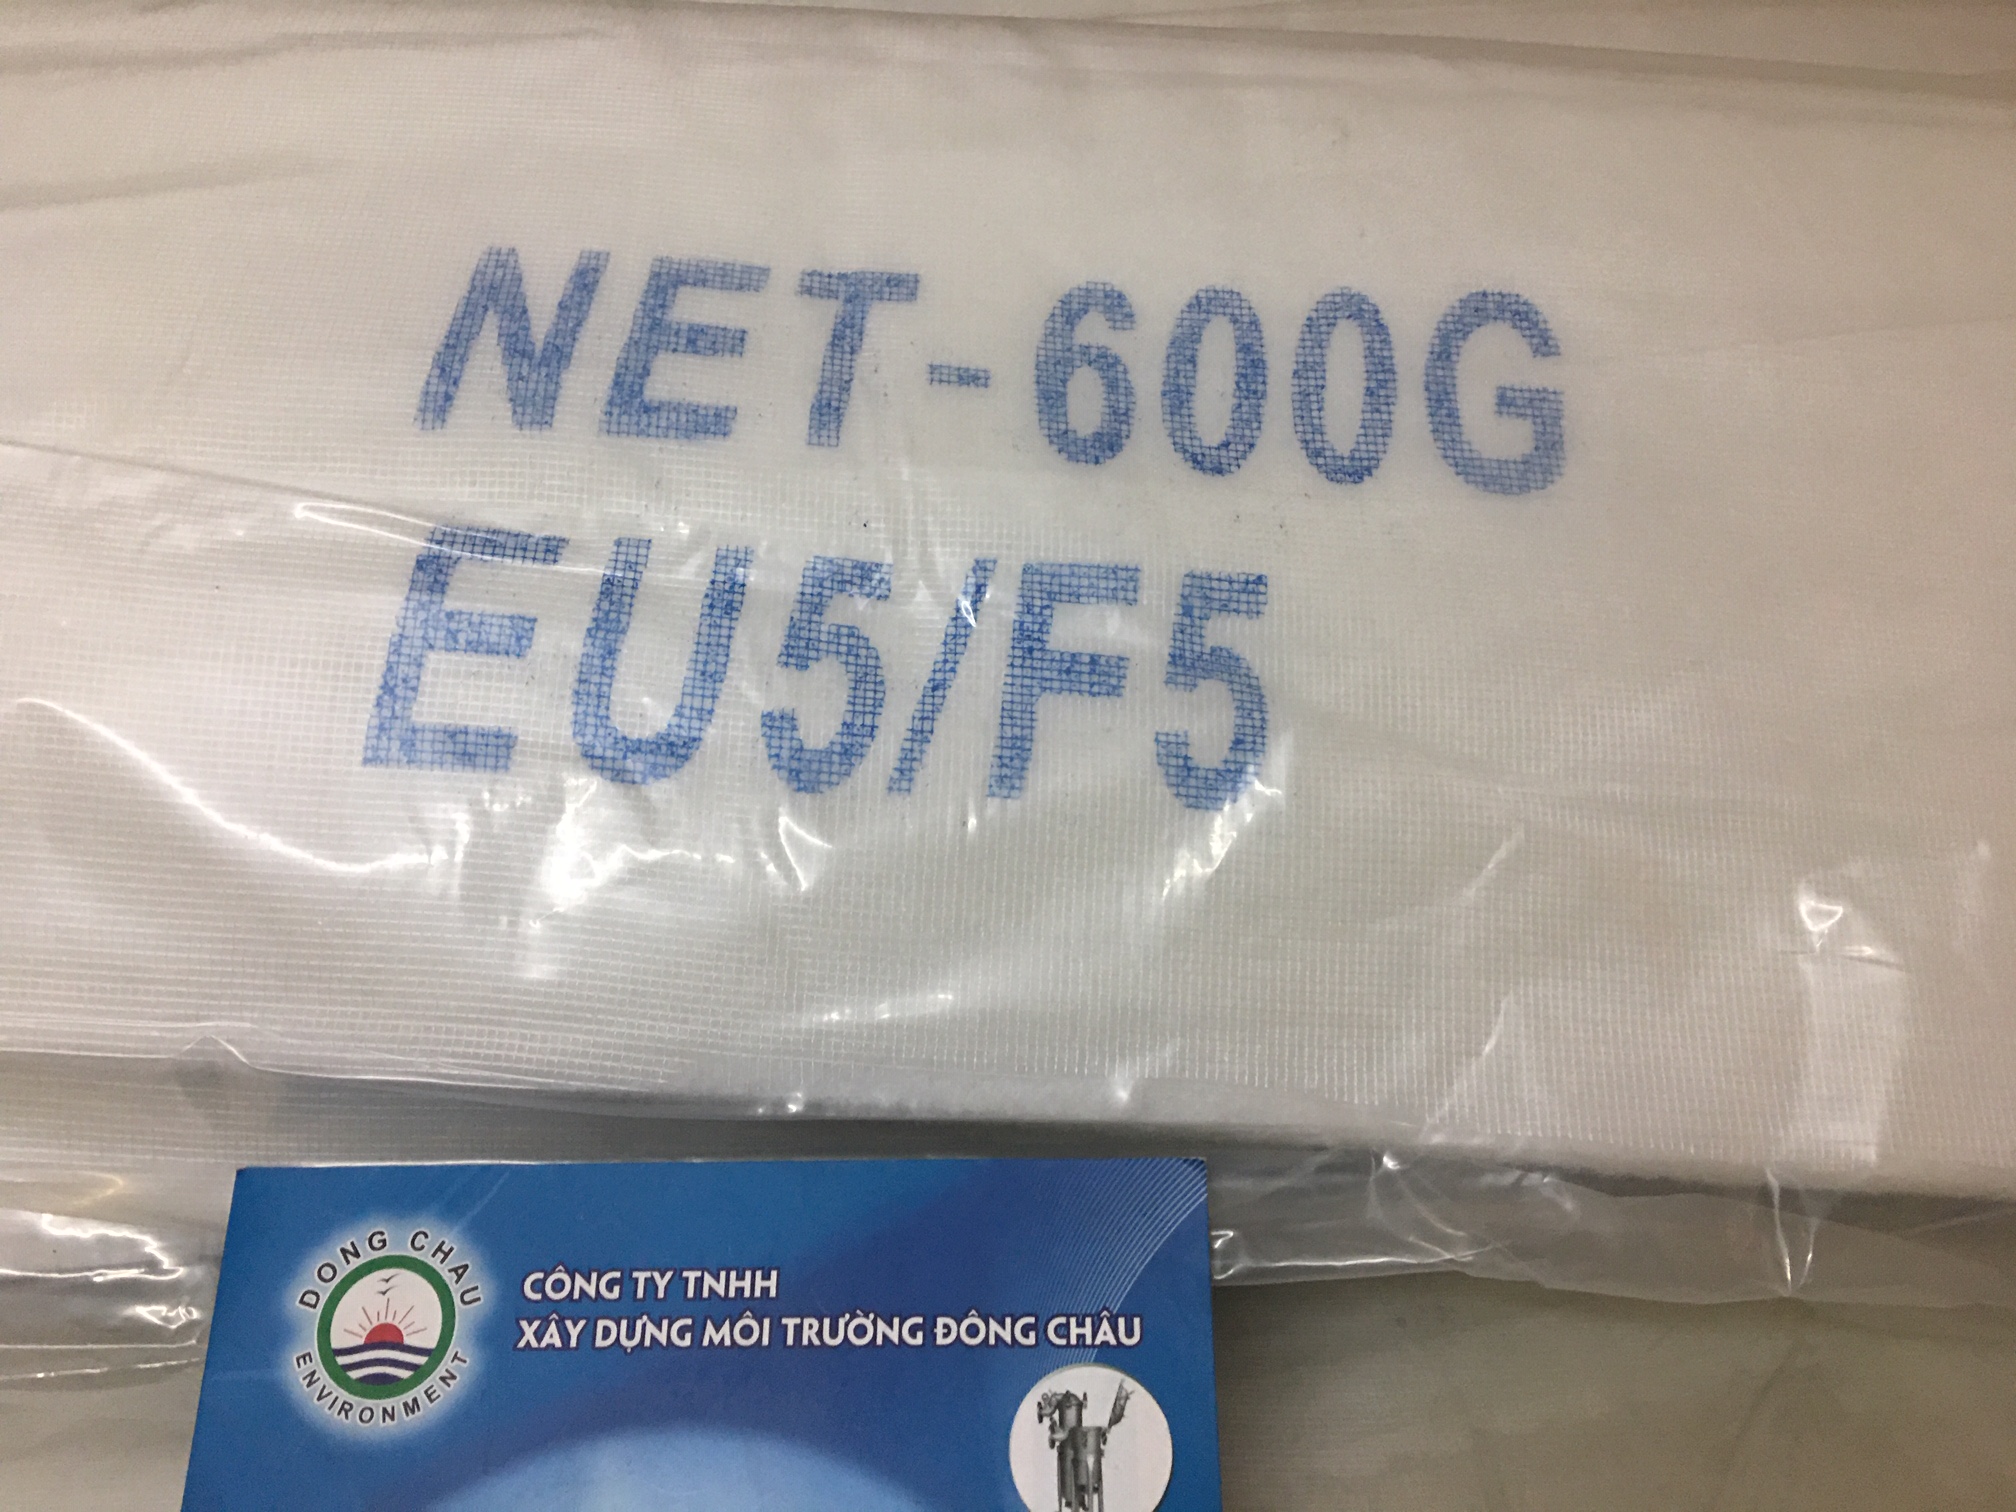 NET-600G
EU5/F5
DONG CHAU
ENVIRONMENT
CÔNG TY TNHH
XÂY DỰNG MÔI TRƯỜNG ĐÔNG CHÂU